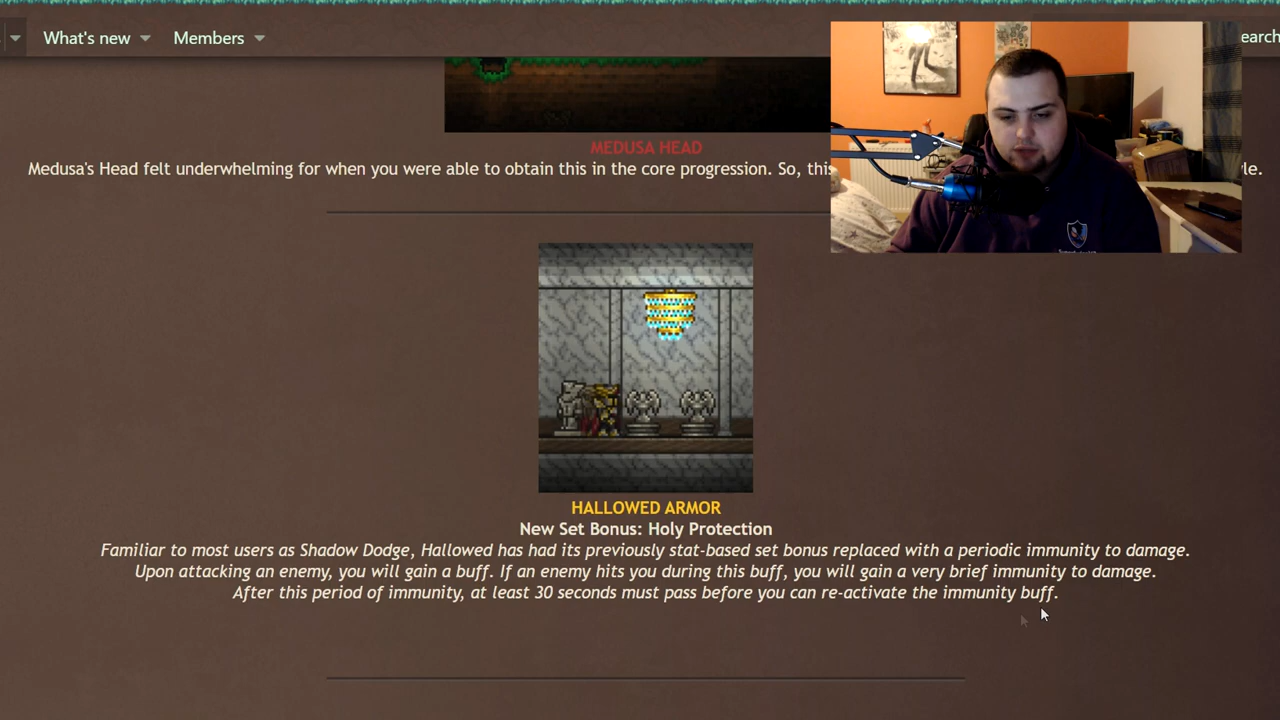 What's new
Members
earch
MEDUSA HEAD
Medusa's Head felt underwhelming for when you were able to obtain this in the core progression. So, this
le.
HALLOWED ARMOR
New Set Bonus: Holy Protection
Familiar to most users as Shadow Dodge, Hallowed has had its previously stat-based set bonus replaced with a periodic immunity to damage.
Upon attacking an enemy, you will gain a buff. If an enemy hits you during this buff, you will gain a very brief immunity to damage.
After this period of immunity, at least 30 seconds must pass before you can re-activate the immunity buff.